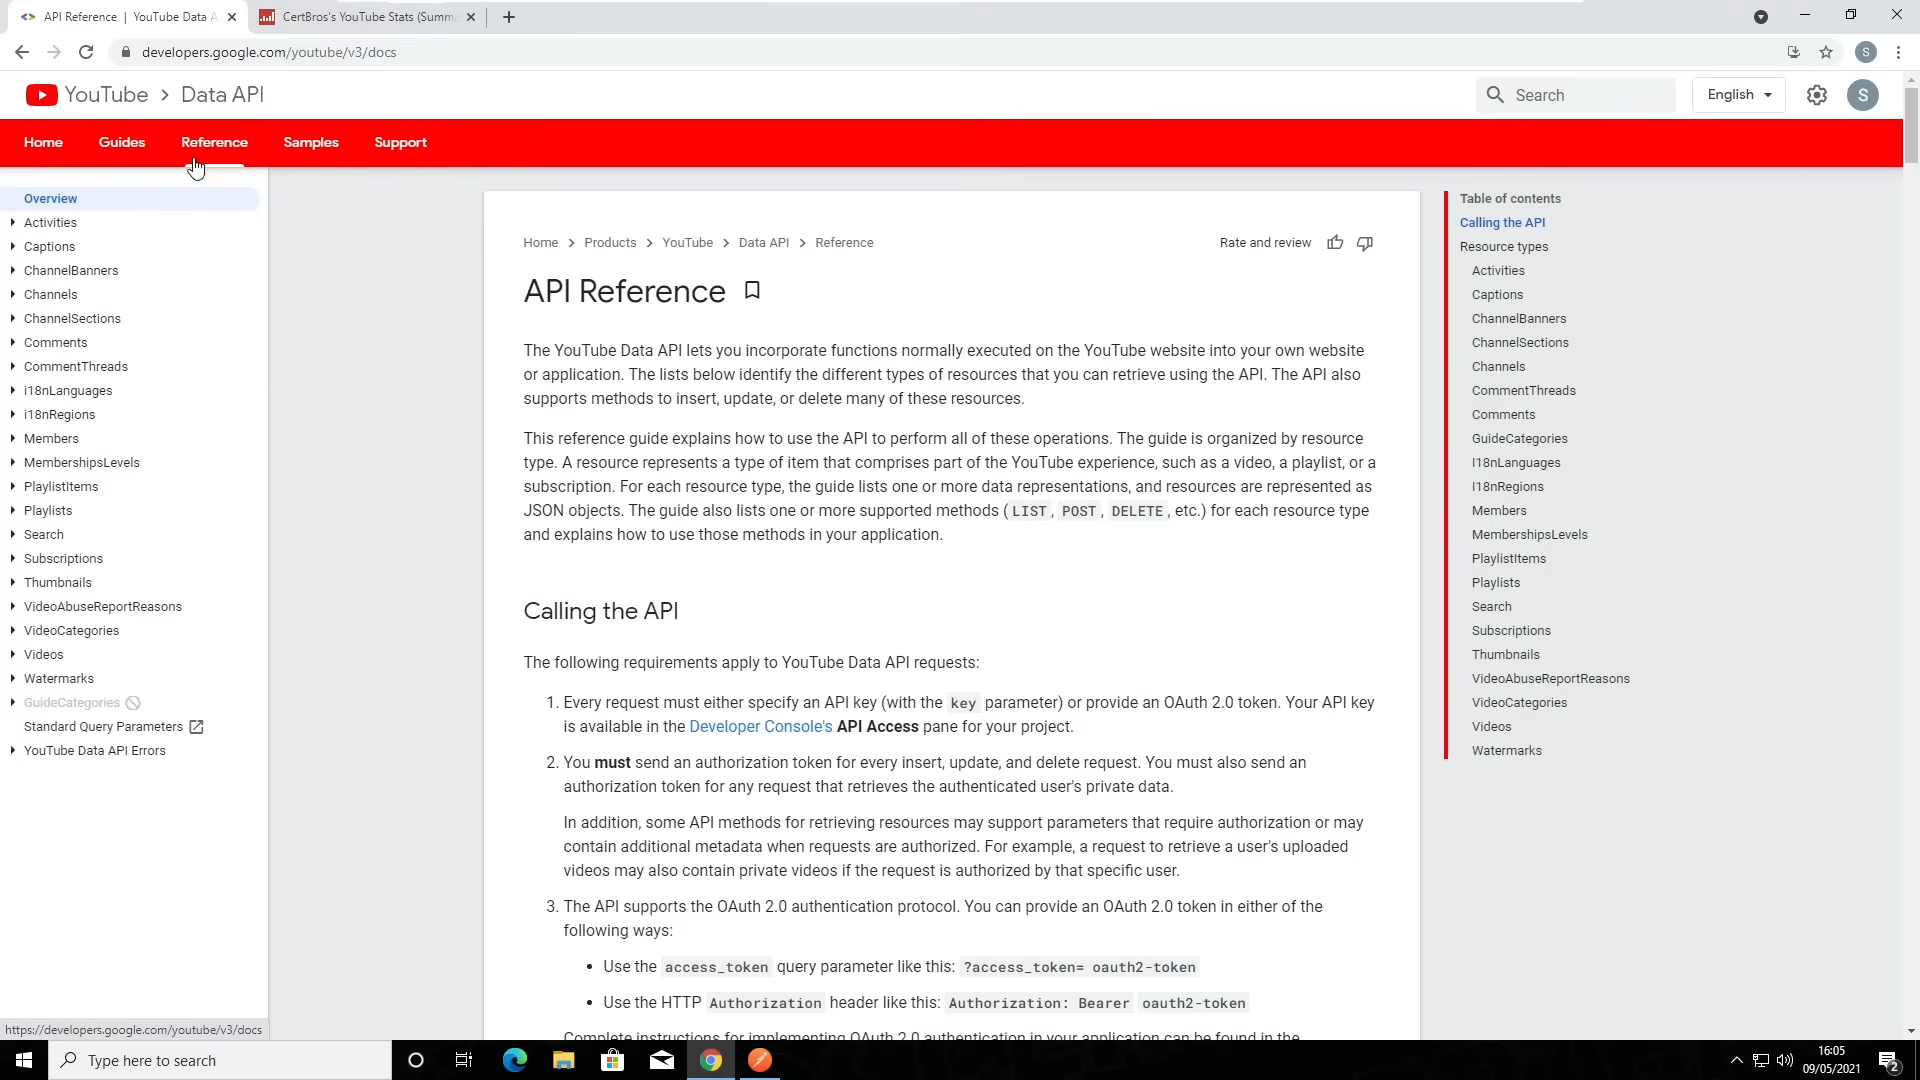 API Reference | YouTube Data A
CertBros's YouTube Stats (Summa
developers.google.com/youtube/v3/docs
S
YouTube > Data API
Search
English
S
Home
Guides
Reference
Samples
Support
Overview
Activities
Captions
ChannelBanners
Channels
ChannelSections
Comments
CommentThreads
i18nLanguages
i18nRegions
Members
MembershipsLevels
PlaylistItems
Playlists
Search
Subscriptions
Thumbnails
VideoAbuseReportReasons
VideoCategories
Videos
Watermarks
GuideCategories
Standard Query Parameters
YouTube Data API Errors
https://developers.google.com/youtube/v3/docs
Home > Products > YouTube > Data API > Reference
Rate and review
API Reference
The YouTube Data API lets you incorporate functions normally executed on the YouTube website into your own website
or application. The lists below identify the different types of resources that you can retrieve using the API. The API also
supports methods to insert, update, or delete many of these resources.
This reference guide explains how to use the API to perform all of these operations. The guide is organized by resource
type. A resource represents a type of item that comprises part of the YouTube experience, such as a video, a playlist, or a
subscription. For each resource type, the guide lists one or more data representations, and resources are represented as
JSON objects. The guide also lists one or more supported methods (LIST, POST, DELETE, etc.) for each resource type
and explains how to use those methods in your application.
Calling the API
The following requirements apply to YouTube Data API requests:
1. Every request must either specify an API key (with the key parameter) or provide an OAuth 2.0 token. Your API key
is available in the Developer Console's API Access pane for your project.
2. You must send an authorization token for every insert, update, and delete request. You must also send an
authorization token for any request that retrieves the authenticated user's private data.
In addition, some API methods for retrieving resources may support parameters that require authorization or may
contain additional metadata when requests are authorized. For example, a request to retrieve a user's uploaded
videos may also contain private videos if the request is authorized by that specific user.
3. The API supports the OAuth 2.0 authentication protocol. You can provide an OAuth 2.0 token in either of the
following ways:
• Use the access_token query parameter like this: ?access_token= oauth2-token
• Use the HTTP Authorization header like this: Authorization: Bearer oauth2-token
Complete instructions for implementing OAuth 2.0 authentication in your application can be found in the
Table of contents
Calling the API
Resource types
Activities
Captions
ChannelBanners
ChannelSections
Channels
CommentThreads
Comments
GuideCategories
I18nLanguages
I18nRegions
Members
MembershipsLevels
PlaylistItems
Playlists
Search
Subscriptions
Thumbnails
VideoAbuseReportReasons
VideoCategories
Videos
Watermarks
Type here to search
16:05
09/05/2021
2